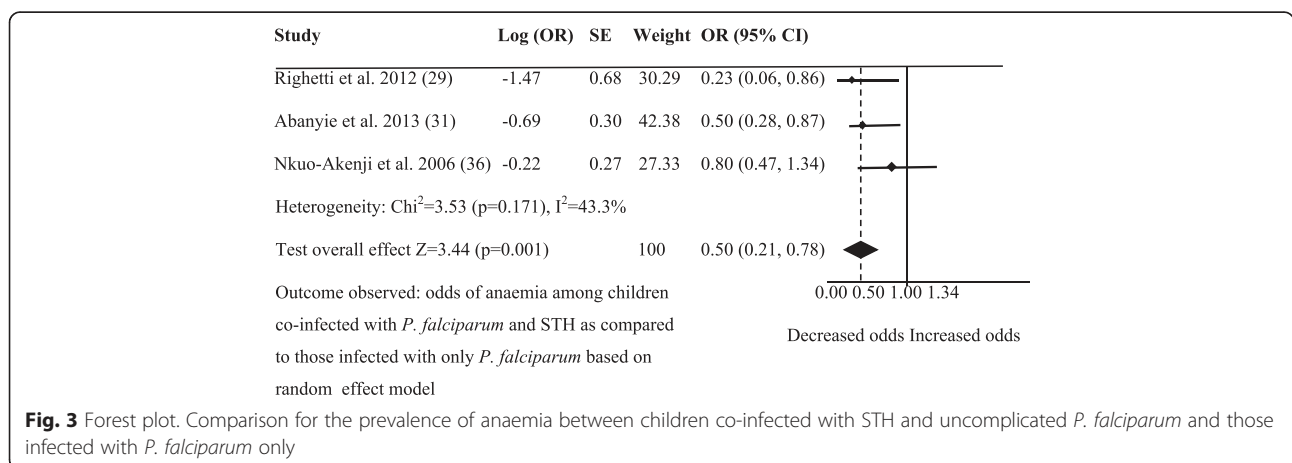 Study Log (OR) SE Weight OR (95% CI)
Righetti et al. 2012 (29) -1.47 0.68 30.29 0.23 (0.06, 0.86)
Abanyie et al. 2013 (31) -0.69 0.30 42.38 0.50 (0.28, 0.87)
Nkuo-Akenji et al. 2006 (36) -0.22 0.27 27.33 0.80 (0.47, 1.34)
Heterogeneity: Chi²=3.53 (p=0.171), I²=43.3%
Test overall effect Z=3.44 (p=0.001) 100 0.50 (0.21, 0.78)
Outcome observed: odds of anaemia among children
co-infected with P. falciparum and STH as compared
to those infected with only P. falciparum based on
random effect model
0.00 0.50 1.00 1.34
Decreased odds Increased odds
Fig. 3 Forest plot. Comparison for the prevalence of anaemia between children co-infected with STH and uncomplicated P. falciparum and those
infected with P. falciparum only